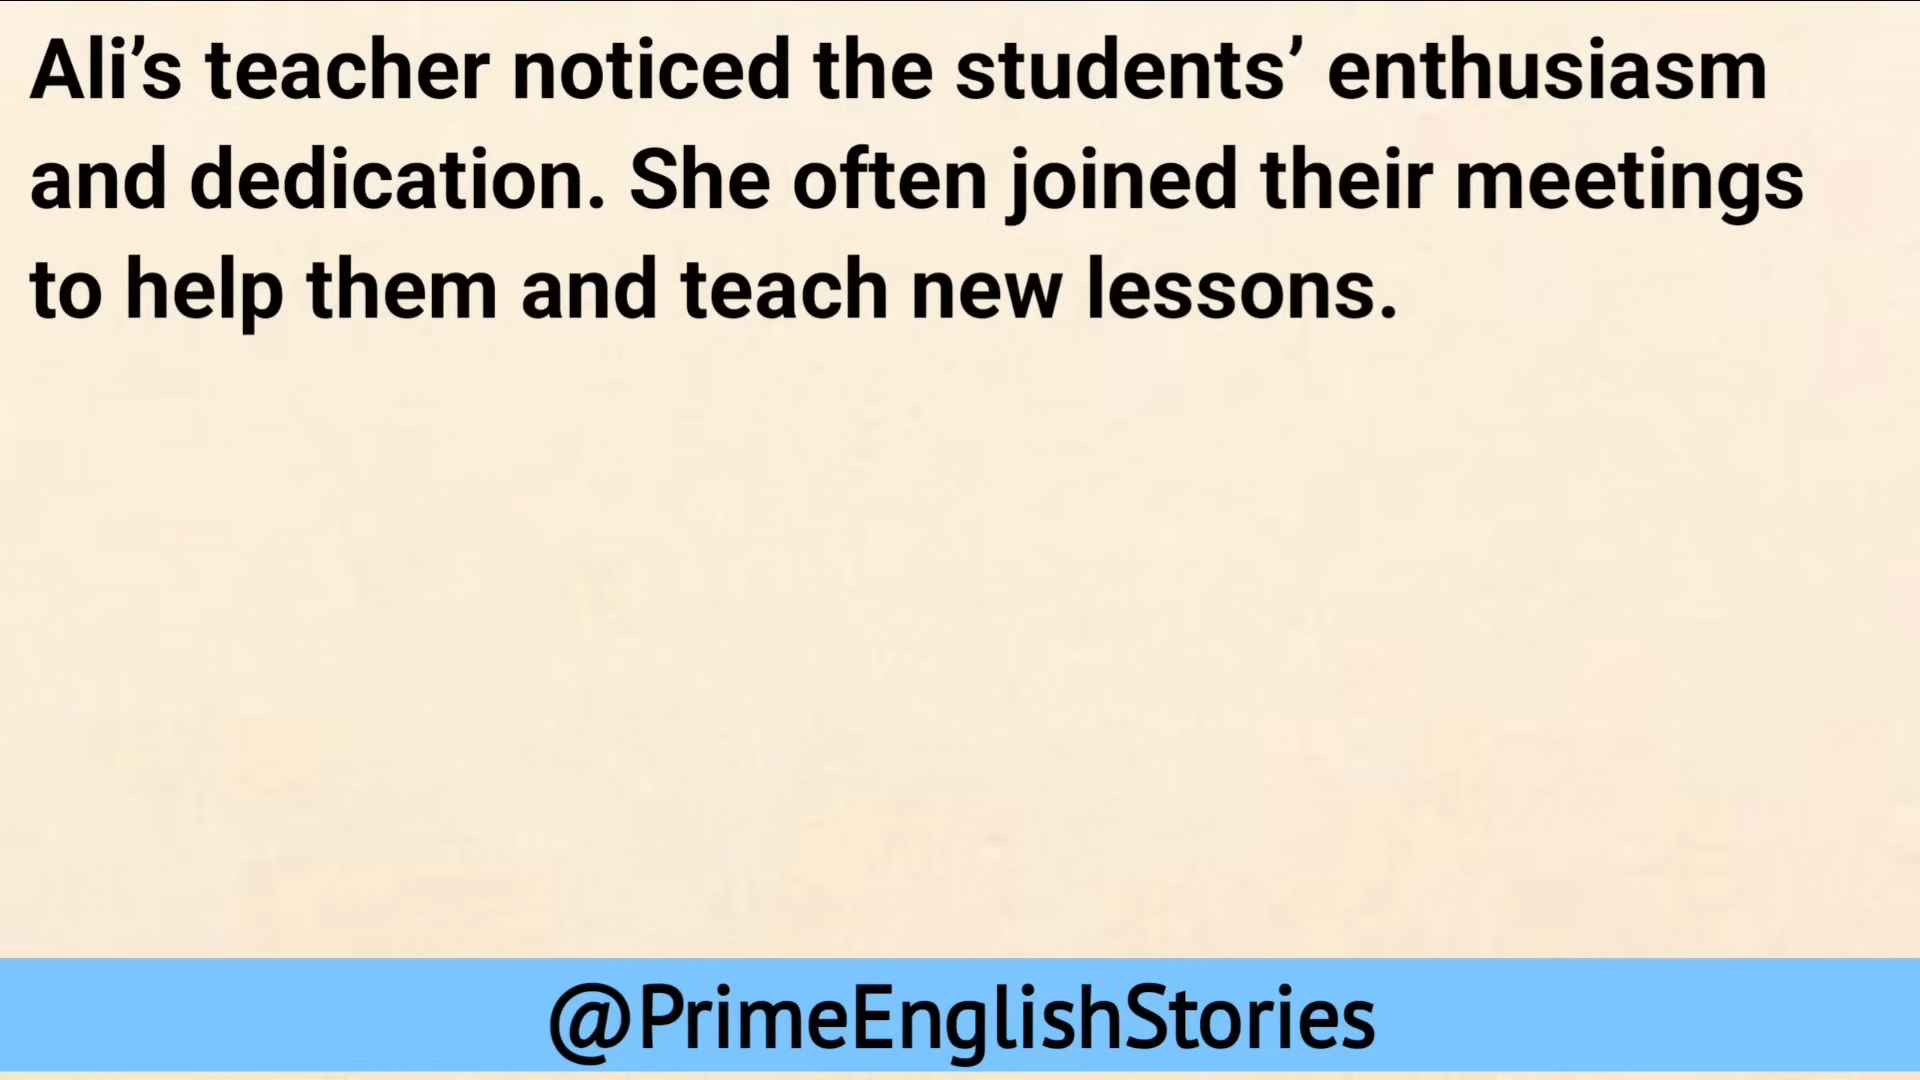 Ali’s teacher noticed the students’ enthusiasm
and dedication. She often joined their meetings
to help them and teach new lessons.
@PrimeEnglishStories